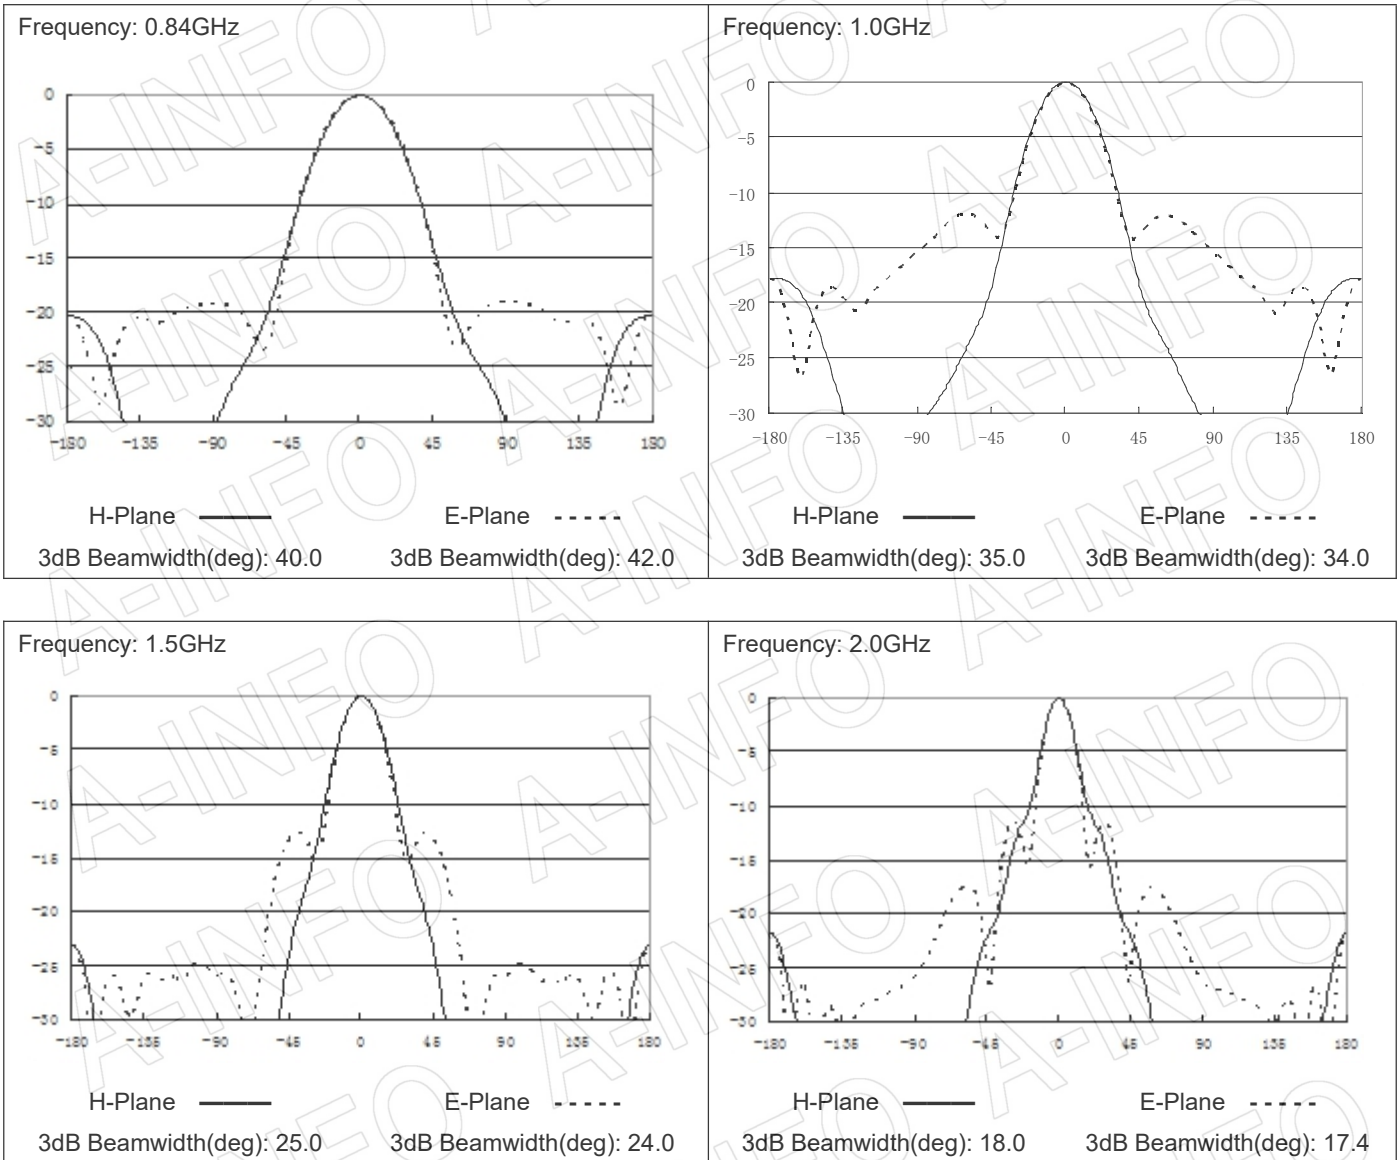 Frequency: 0.84GHz
0
-5
-10
-15
-20
-25
-30
-180 -135 -90 -45 0 45 90 135 180
H-Plane E-Plane
3dB Beamwidth(deg): 40.0 3dB Beamwidth(deg): 42.0
Frequency: 1.0GHz
0
-5
-10
-15
-20
-25
-30
-180 -135 -90 -45 0 45 90 135 180
H-Plane E-Plane
3dB Beamwidth(deg): 35.0 3dB Beamwidth(deg): 34.0
Frequency: 1.5GHz
0
-5
-10
-15
-20
-25
-30
-180 -135 -90 -45 0 45 90 135 180
H-Plane E-Plane
3dB Beamwidth(deg): 25.0 3dB Beamwidth(deg): 24.0
Frequency: 2.0GHz
0
-5
-10
-15
-20
-25
-30
-180 -135 -90 -45 0 45 90 135 180
H-Plane E-Plane
3dB Beamwidth(deg): 18.0 3dB Beamwidth(deg): 17.4
A-INFO